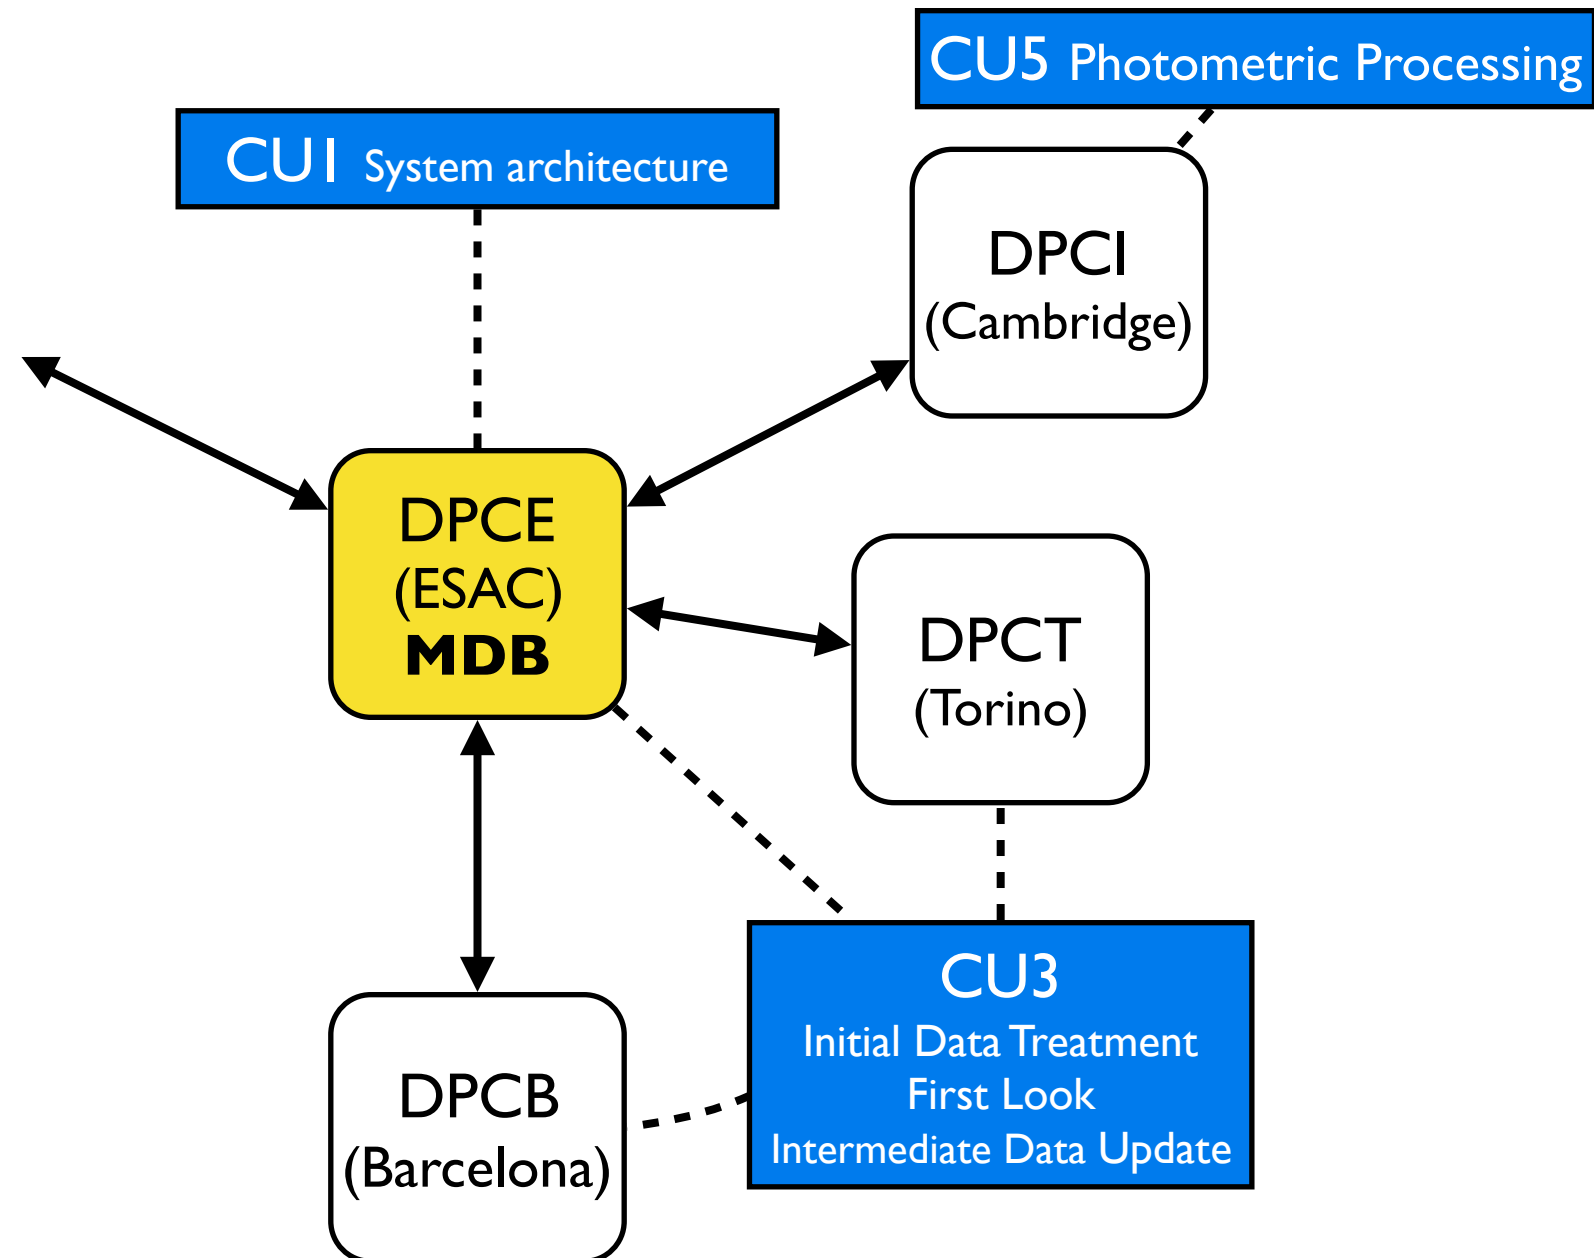 CU5 Photometric Processing
CU1 System architecture
DPCI
(Cambridge)
DPCE
(ESAC)
MDB
DPCT
(Torino)
CU3
Initial Data Treatment
First Look
Intermediate Data Update
DPCB
(Barcelona)